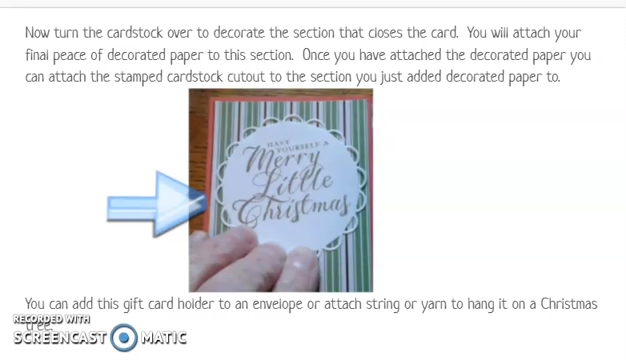 Now turn the cardstock over to decorate the section that closes the card. You will attach your
final peace of decorated paper to this section. Once you have attached the decorated paper you
can attach the stamped cardstock cutout to the section you just added decorated paper to.
HAVE
YOURSELF A
Merry
Little
Christmas
You can add this gift card holder to an envelope or attach string or yarn to hang it on a Christmas
tree.
RECORDED WITH
SCREENCAST MATIC